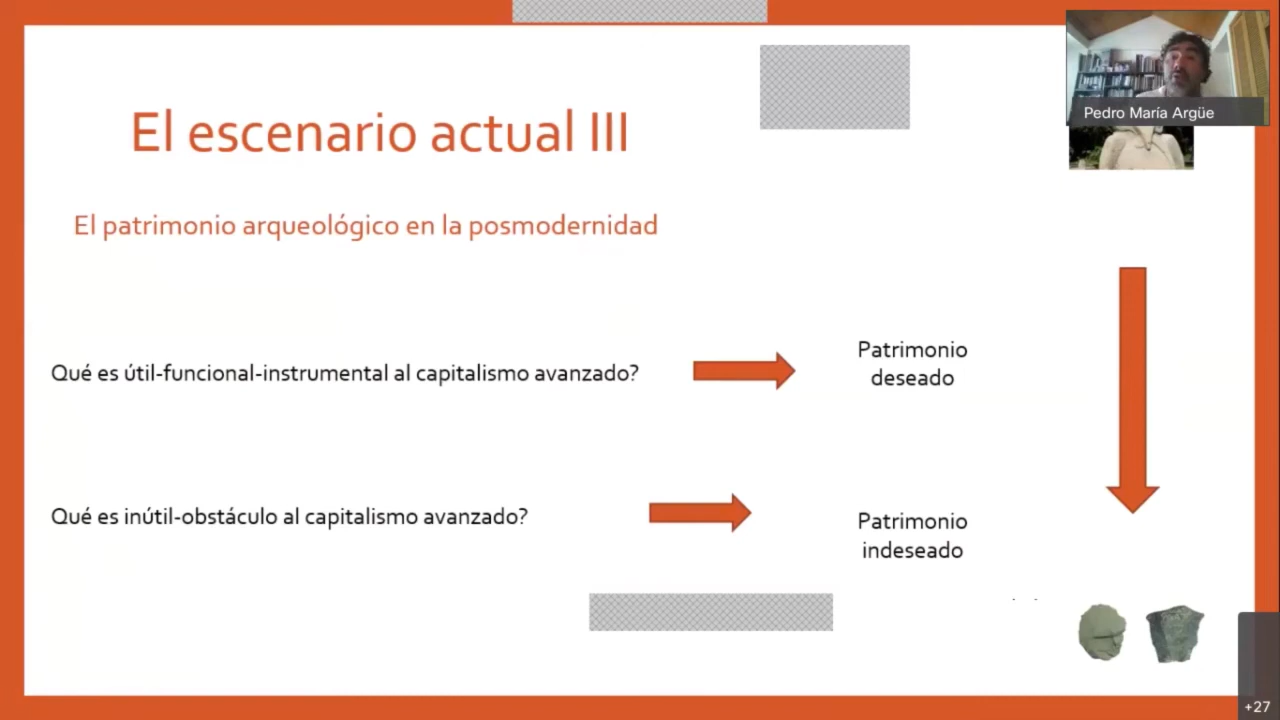 El escenario actual III
Pedro María Argüe
El patrimonio arqueológico en la posmodernidad
Qué es útil-funcional-instrumental al capitalismo avanzado?
Patrimonio
deseado
Qué es inútil-obstáculo al capitalismo avanzado?
Patrimonio
indeseado
+27